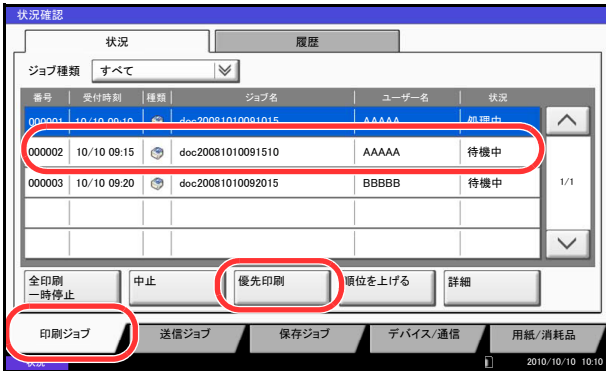 状況確認
状況 履歴
ジョブ種類 すべて
番号 受付時刻 種類 ジョブ名 ユーザー名 状況
000001 10/10 09:10 doc20081010091015 AAAAA 処理中
000002 10/10 09:15 doc20081010091510 AAAAA 待機中
000003 10/10 09:20 doc20081010092015 BBBBB 待機中
1/1
全印刷
一時停止
中止 優先印刷 順位を上げる 詳細
印刷ジョブ 送信ジョブ 保存ジョブ デバイス/通信 用紙/消耗品
状況 2010/10/10 10:10